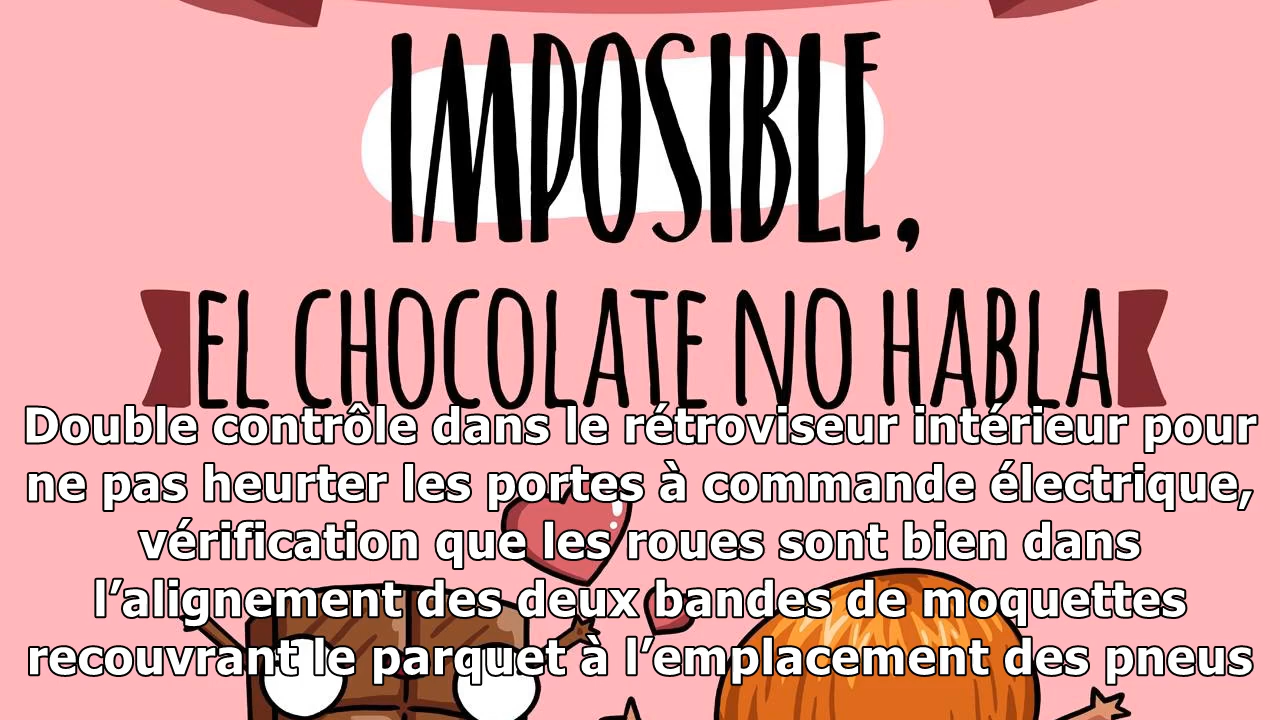 IMPOSIBLE,
EL CHOCOLATE NO HABLA
Double contrôle dans le rétroviseur intérieur pour
ne pas heurter les portes à commande électrique,
vérification que les roues sont bien dans
l’alignement des deux bandes de moquettes
recouvrant le parquet à l’emplacement des pneus